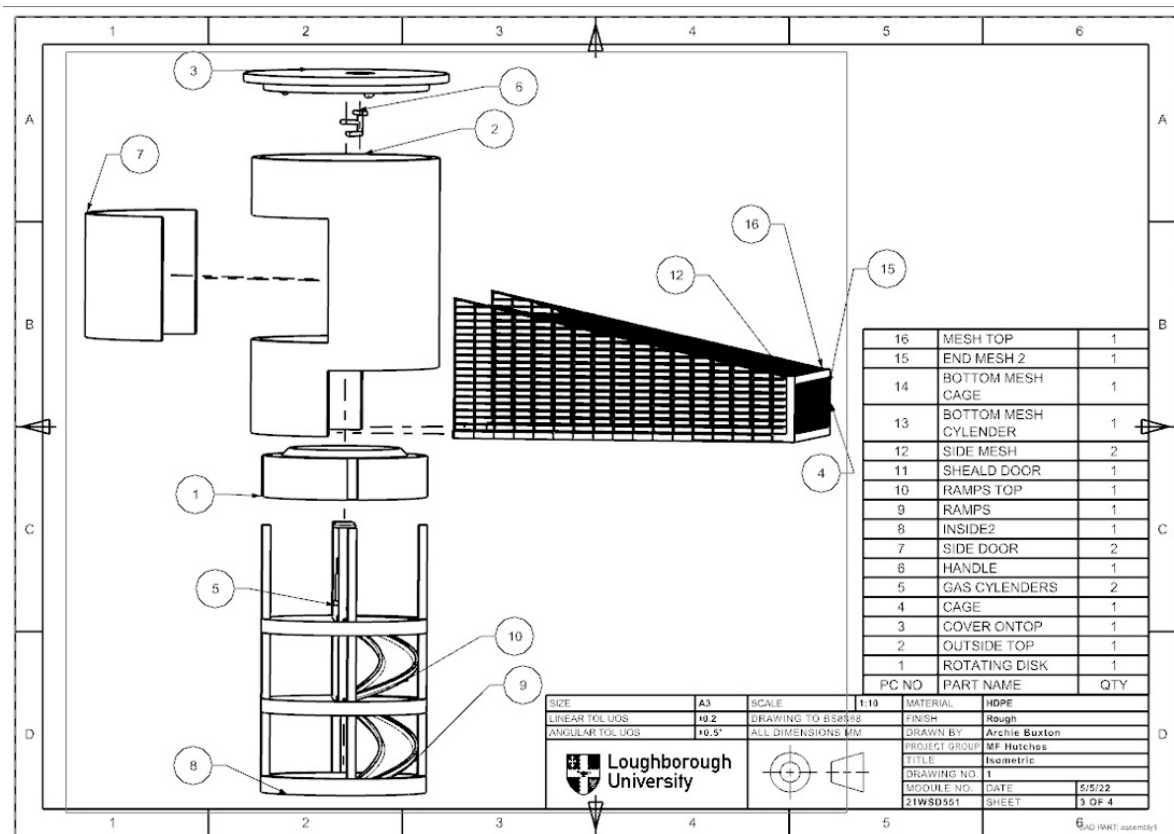 1 2 3 4 5 6
A A
3
6
2
7
16
12
15
B B
16 MESH TOP 1
15 END MESH 2 1
14 BOTTOM MESH CAGE 1
13 BOTTOM MESH CYLENDER 1
12 SIDE MESH 2
11 SHEALD DOOR 1
10 RAMPS TOP 1
9 RAMPS 1
8 INSIDE2 1
7 SIDE DOOR 2
6 HANDLE 1
5 GAS CYLENDERS 2
4 CAGE 1
3 COVER ONTOP 1
2 OUTSIDE TOP 1
1 ROTATING DISK 1
PC NO PART NAME QTY
4
1
C C
5
10
9
8
D D
SIZE A3 SCALE 1:10 MATERIAL HDPE
LINEAR TOL UOS ±0.2 DRAWING TO FINISH Rough
ANGULAR TOL UOS ±0.5° ALL DIMENSIONS MM DRAWN BY Archie Buxton
PROJECT GROUP MF Hutches
TITLE Isometric
DRAWING NO. 1
MODULE NO. DATE 5/5/22
21WSD551 SHEET 3 OF 4
Loughborough
University
1 2 3 4 5 6
CAD PART: assembly1